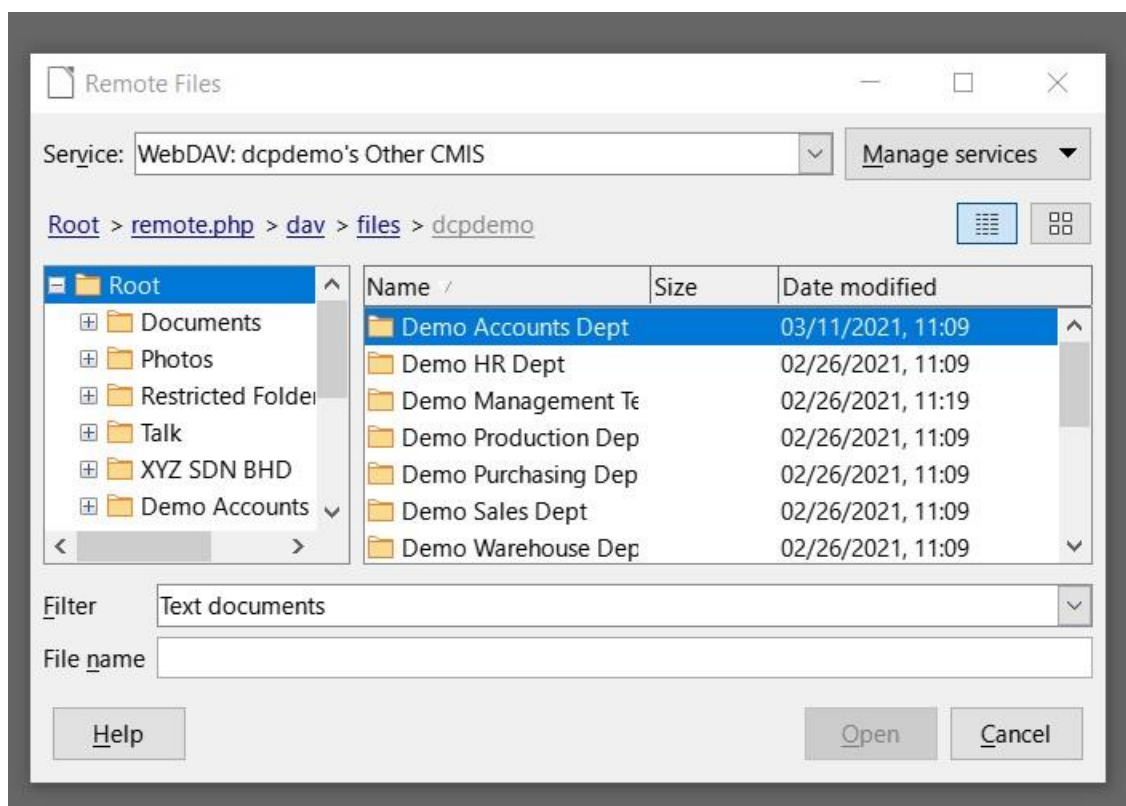 Remote Files
Service: WebDAV: dcpdemo's Other CMIS Manage services
Root > remote.php > dav > files > dcpdemo
Root
Documents
Photos
Restricted Folder
Talk
XYZ SDN BHD
Demo Accounts
Name Size Date modified
Demo Accounts Dept 03/11/2021, 11:09
Demo HR Dept 02/26/2021, 11:09
Demo Management Te 02/26/2021, 11:19
Demo Production Dep 02/26/2021, 11:09
Demo Purchasing Dep 02/26/2021, 11:09
Demo Sales Dept 02/26/2021, 11:09
Demo Warehouse Dep 02/26/2021, 11:09
Filter Text documents
File name
Help Open Cancel